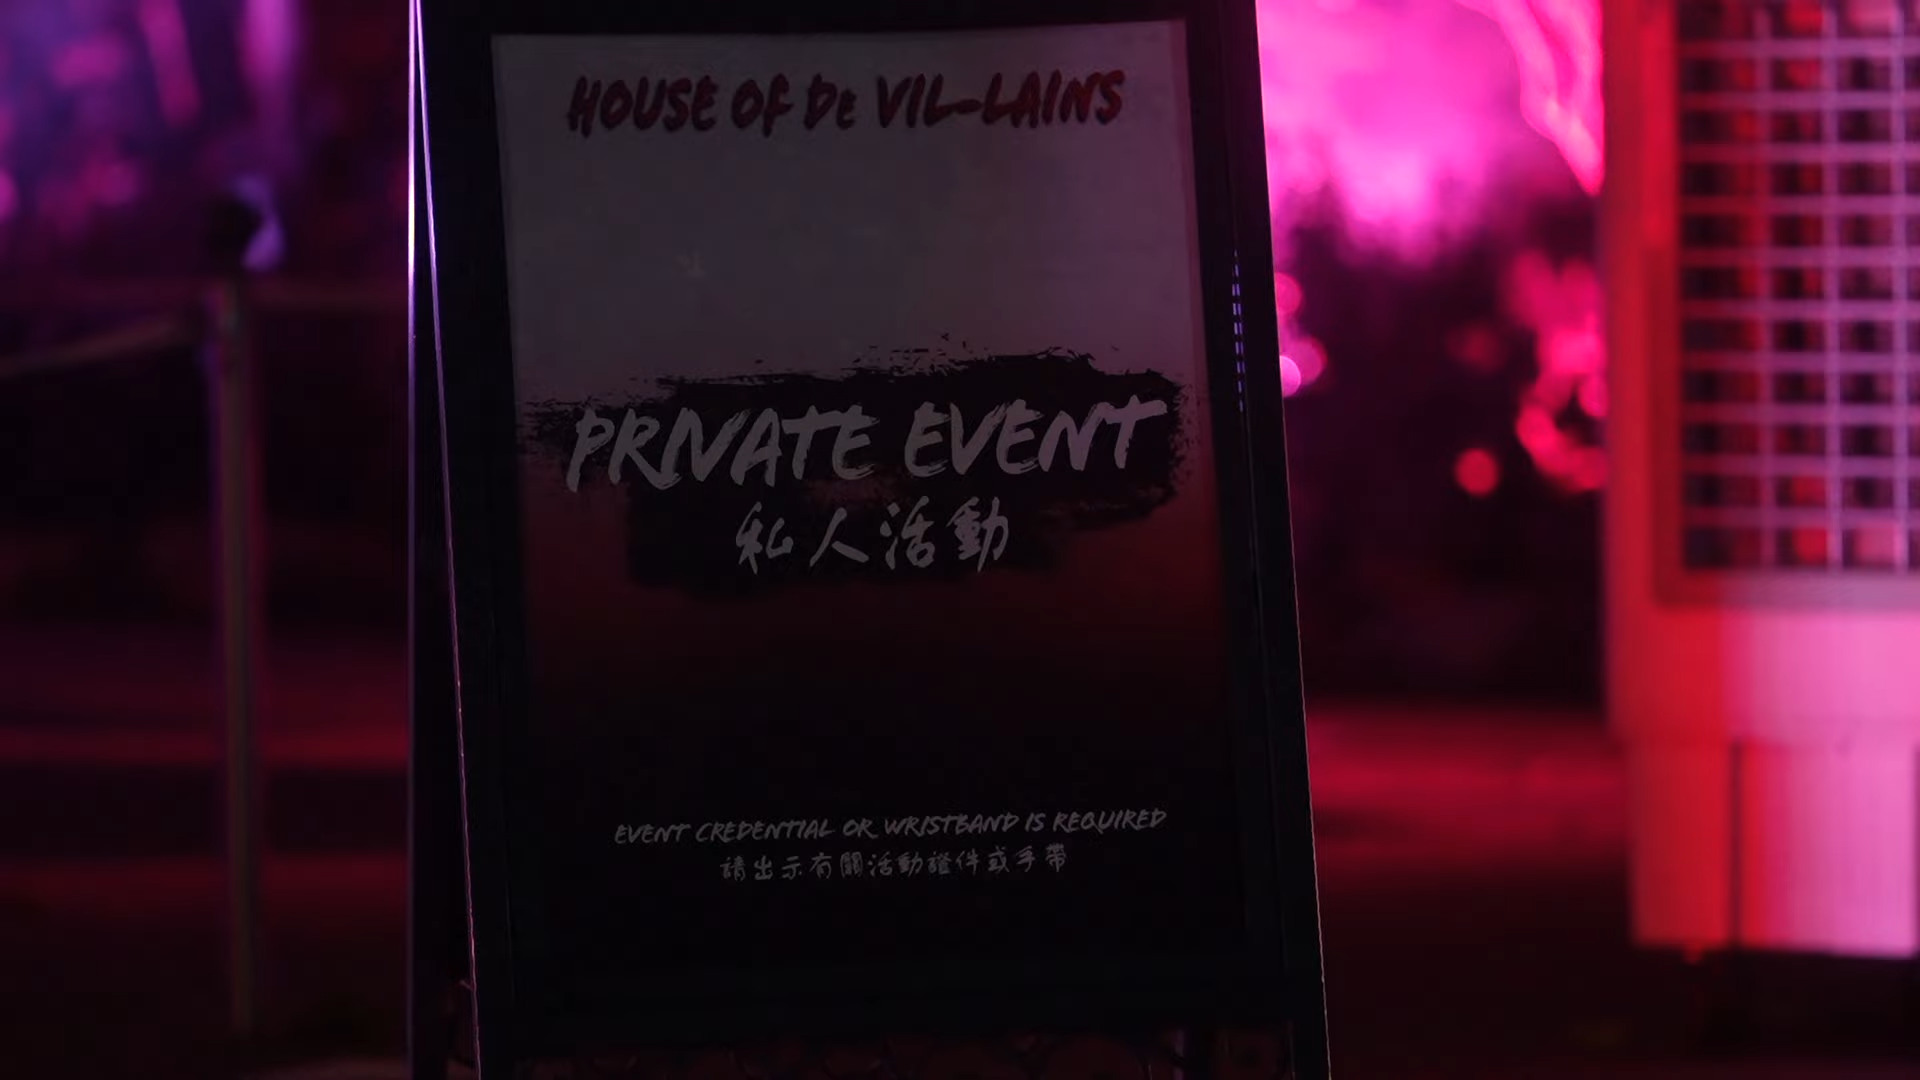 HOUSE OF De VIL-LAINS
PRIVATE EVENT
私人活動
EVENT CREDENTIAL OR WRISTBAND IS REQUIRED
請出示有關活動證件或手帶